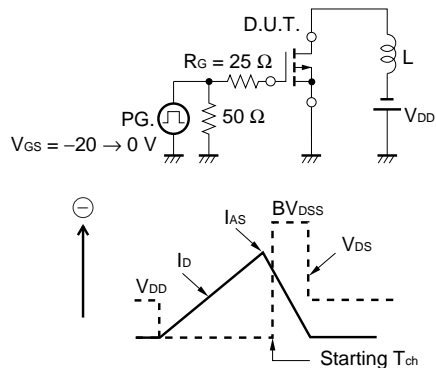 D.U.T.
RG = 25 Ω
L
PG.
50 Ω
VDD
VGS = −20 → 0 V
⊖
IAS
BVDSS
ID
VDS
VDD
Starting Tch